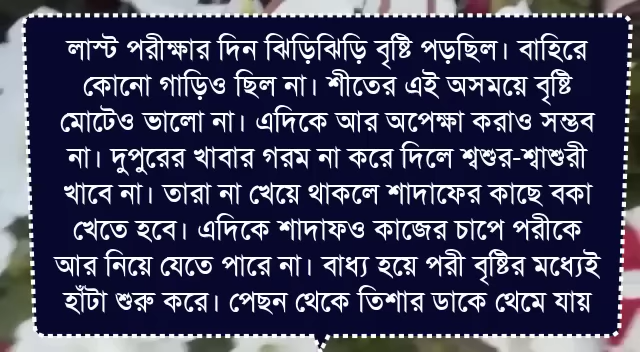 লাস্ট পরীক্ষার দিন ঝিড়িঝিড়ি বৃষ্টি পড়ছিল। বাহিরে
কোনো গাড়িও ছিল না। শীতের এই অসময়ে বৃষ্টি
মোটেও ভালো না। এদিকে আর অপেক্ষা করাও সম্ভব
না। দুপুরের খাবার গরম না করে দিলে শ্বশুর-শ্বাশুরী
খাবে না। তারা না খেয়ে থাকলে শাদাফের কাছে বকা
খেতে হবে। এদিকে শাদাফও কাজের চাপে পরীকে
আর নিয়ে যেতে পারে না। বাধ্য হয়ে পরী বৃষ্টির মধ্যেই
হাঁটা শুরু করে। পেছন থেকে তিশার ডাকে থেমে যায়